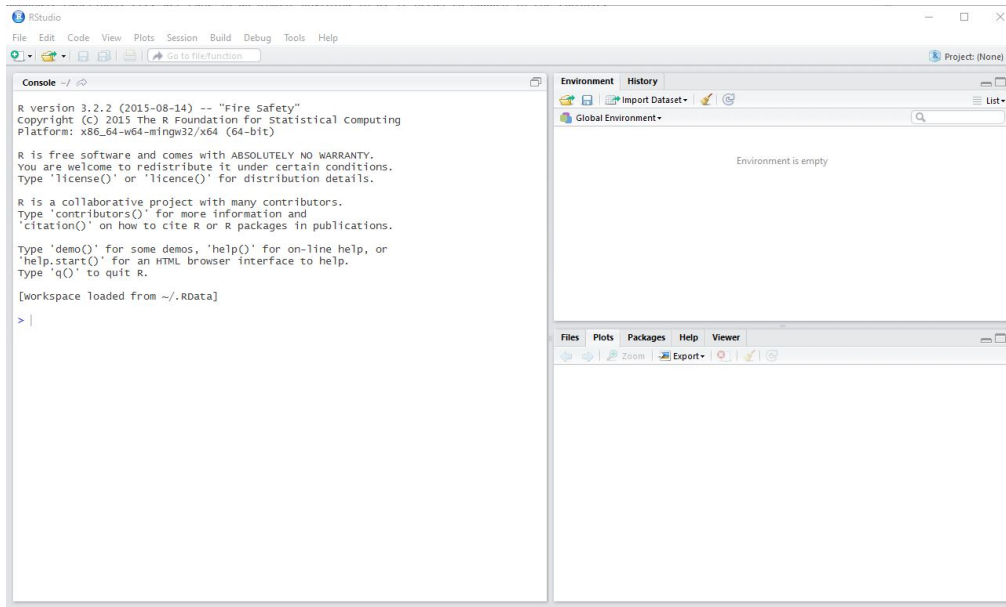 RStudio
File Edit Code View Plots Session Build Debug Tools Help
Go to file/function
Project: (None)
Console ~/
R version 3.2.2 (2015-08-14) -- "Fire Safety"
Copyright (C) 2015 The R Foundation for Statistical Computing
Platform: x86_64-w64-mingw32/x64 (64-bit)
R is free software and comes with ABSOLUTELY NO WARRANTY.
You are welcome to redistribute it under certain conditions.
Type 'license()' or 'licence()' for distribution details.
R is a collaborative project with many contributors.
Type 'contributors()' for more information and
'citation()' on how to cite R or R packages in publications.
Type 'demo()' for some demos, 'help()' for on-line help, or
'help.start()' for an HTML browser interface to help.
Type 'q()' to quit R.
[Workspace loaded from ~/.RData]
>
Environment History
Import Dataset
List
Global Environment
Environment is empty
Files Plots Packages Help Viewer
Zoom Export